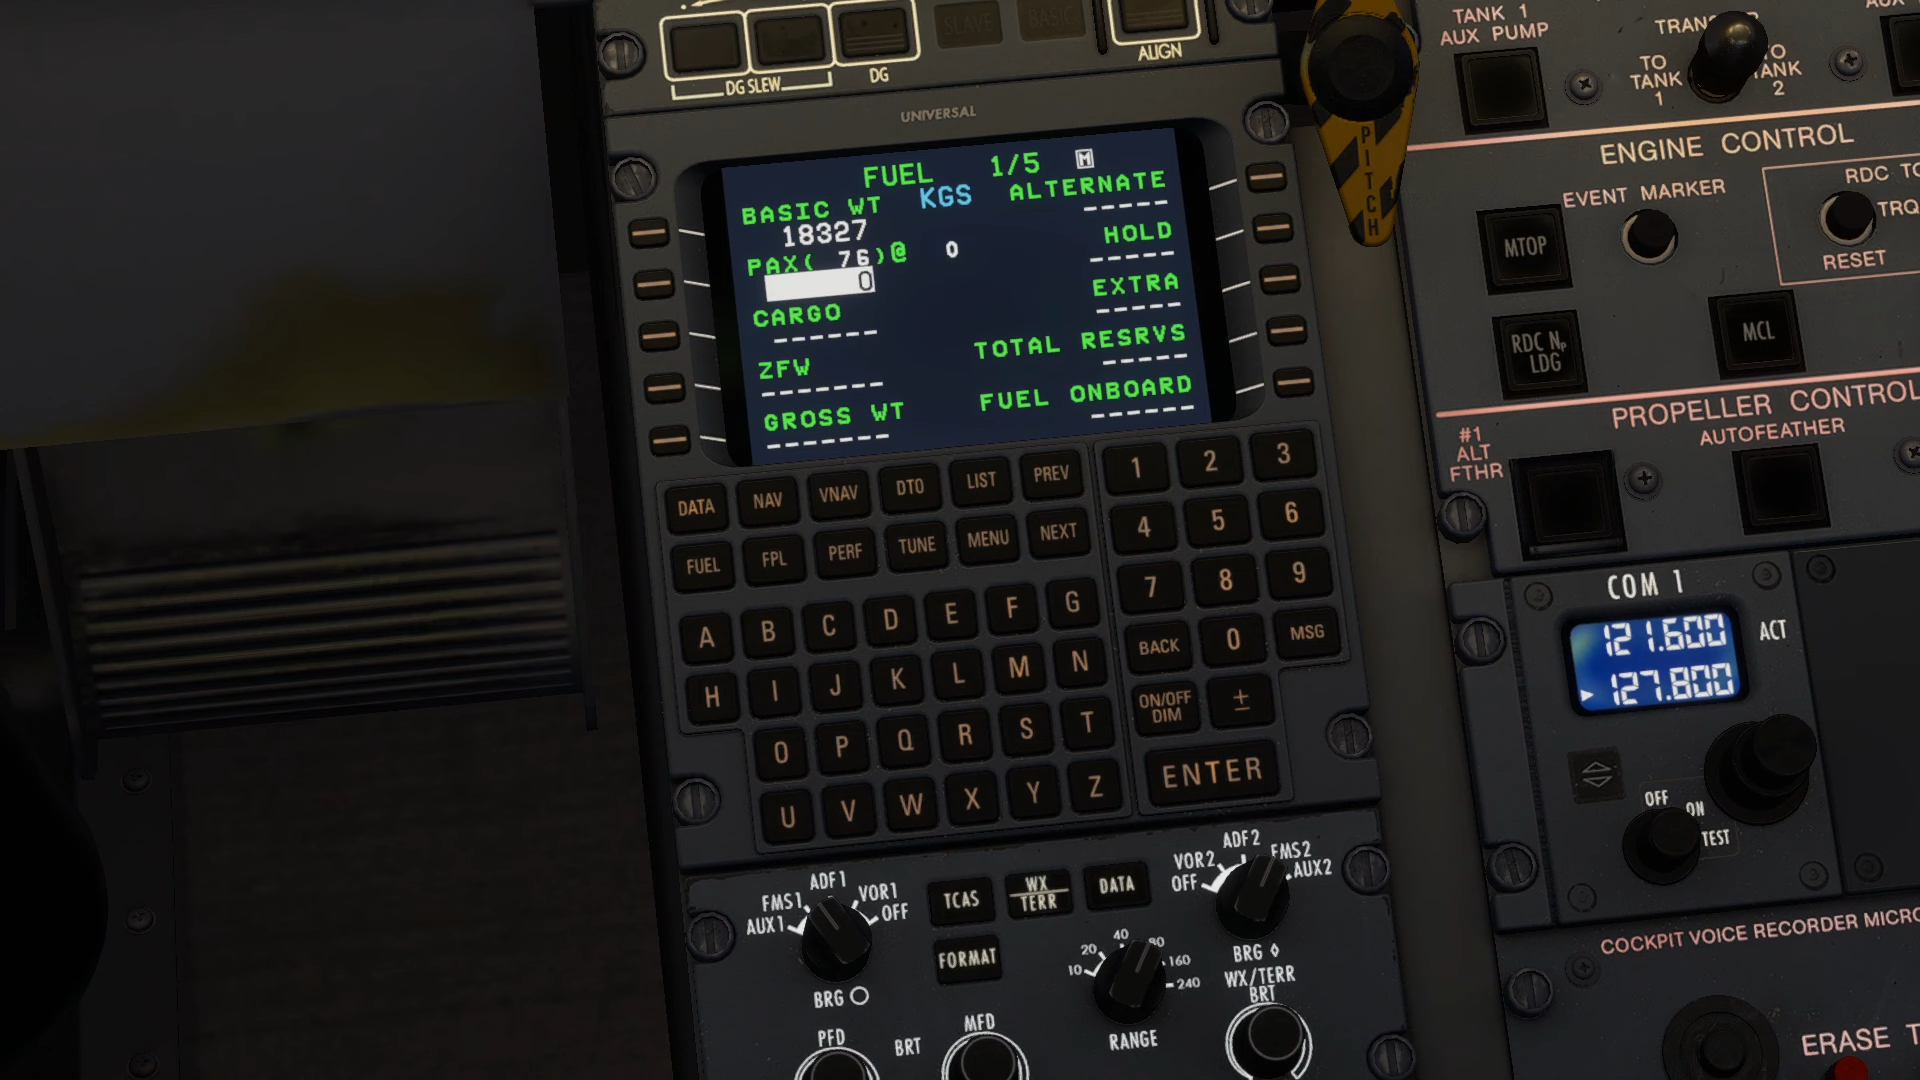 DG SLEW
DG
SLAVE
BASIC
ALIGN
UNIVERSAL
FUEL 1/5 M
BASIC WT KGS ALTERNATE
18327 -----
PAX( 76)@ 0 HOLD
0 -----
CARGO EXTRA
------ -----
ZFW TOTAL RESRVS
------- -----
GROSS WT FUEL ONBOARD
------- ------
DATA NAV VNAV DTO LIST PREV
FUEL FPL PERF TUNE MENU NEXT
1 2 3
4 5 6
7 8 9
BACK 0 MSG
ON/OFF DIM ±
ENTER
A B C D E F G
H I J K L M N
O P Q R S T
U V W X Y Z
ADF1
FMS1 VOR1
AUX1 OFF
BRG
TCAS
WX
TERR
DATA
FORMAT
ADF2
VOR2 FMS2
OFF AUX2
BRG
WX/TERR
BRT
10 20 40 80 160 240
RANGE
PFD
BRT
MFD
PITCH
TANK 1
AUX PUMP
TO
TANK
1
TO
TANK
2
ENGINE CONTROL
EVENT MARKER
RDC
TRQ
RESET
MTOP
RDC Np
LDG
MCL
PROPELLER CONTROL
#1
ALT
FTHR
AUTOFEATHER
COM 1
121.600 ACT
127.800
OFF
ON
TEST
COCKPIT VOICE RECORDER
ERASE